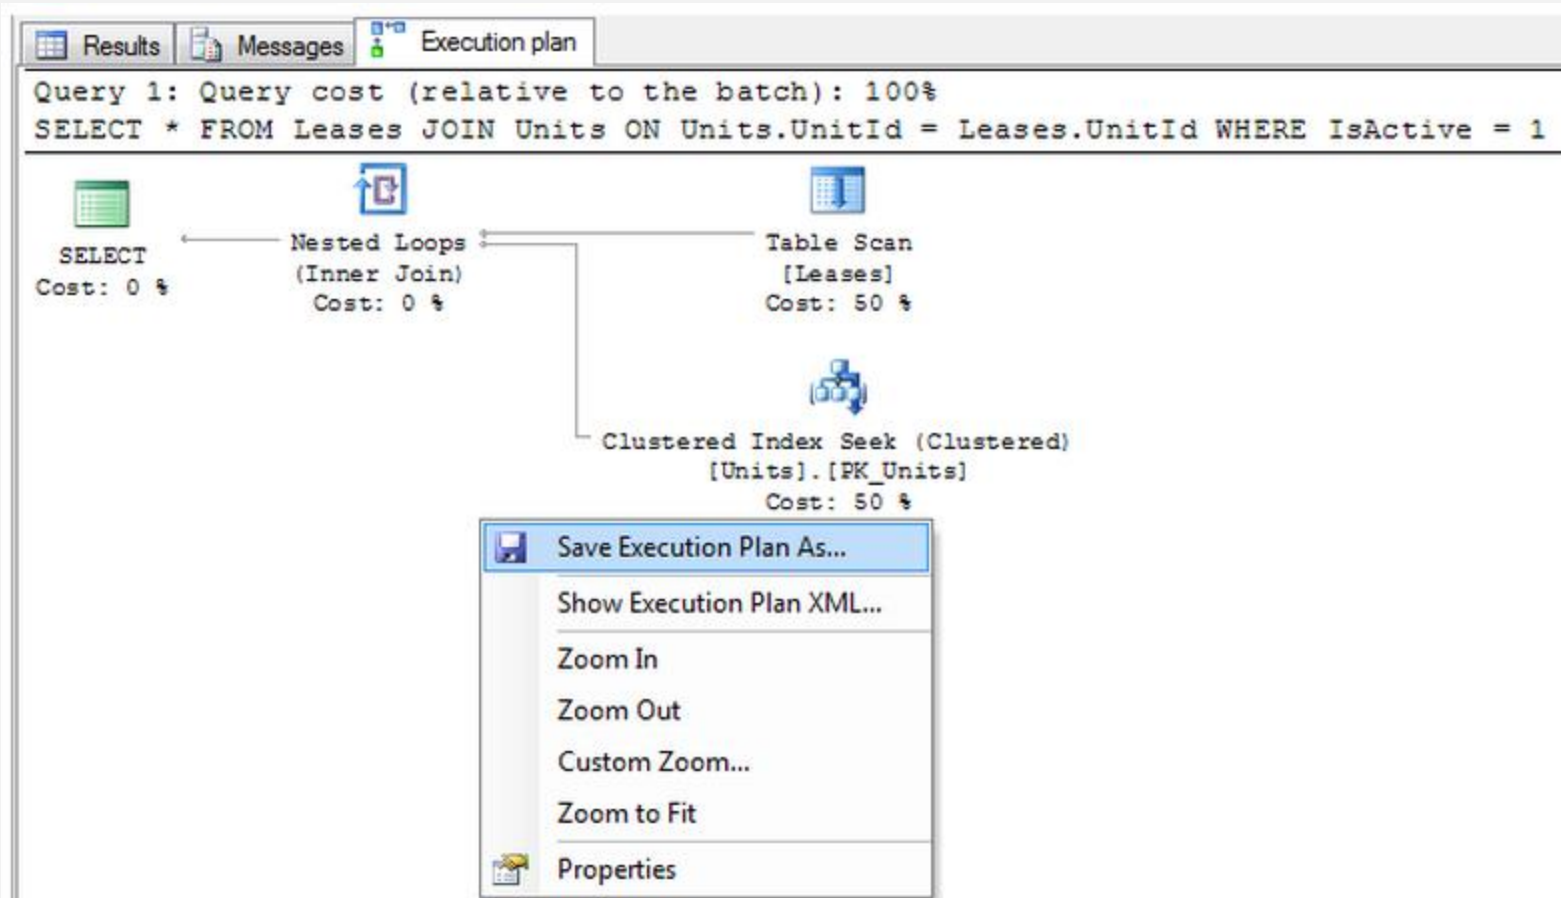 Results Messages Execution plan
Query 1: Query cost (relative to the batch): 100%
SELECT * FROM Leases JOIN Units ON Units.UnitId = Leases.UnitId WHERE IsActive = 1
SELECT
Cost: 0 %
Nested Loops
(Inner Join)
Cost: 0 %
Table Scan
[Leases]
Cost: 50 %
Clustered Index Seek (Clustered)
[Units].[PK_Units]
Cost: 50 %
Save Execution Plan As...
Show Execution Plan XML...
Zoom In
Zoom Out
Custom Zoom...
Zoom to Fit
Properties